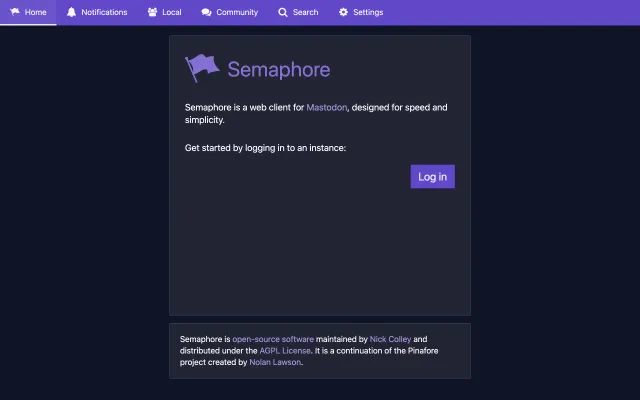 Home Notifications Local Community Search Settings
Semaphore
Semaphore is a web client for Mastodon, designed for speed and
simplicity.
Get started by logging in to an instance:
Log in
Semaphore is open-source software maintained by Nick Colley and
distributed under the AGPL License. It is a continuation of the Pinafore
project created by Nolan Lawson.